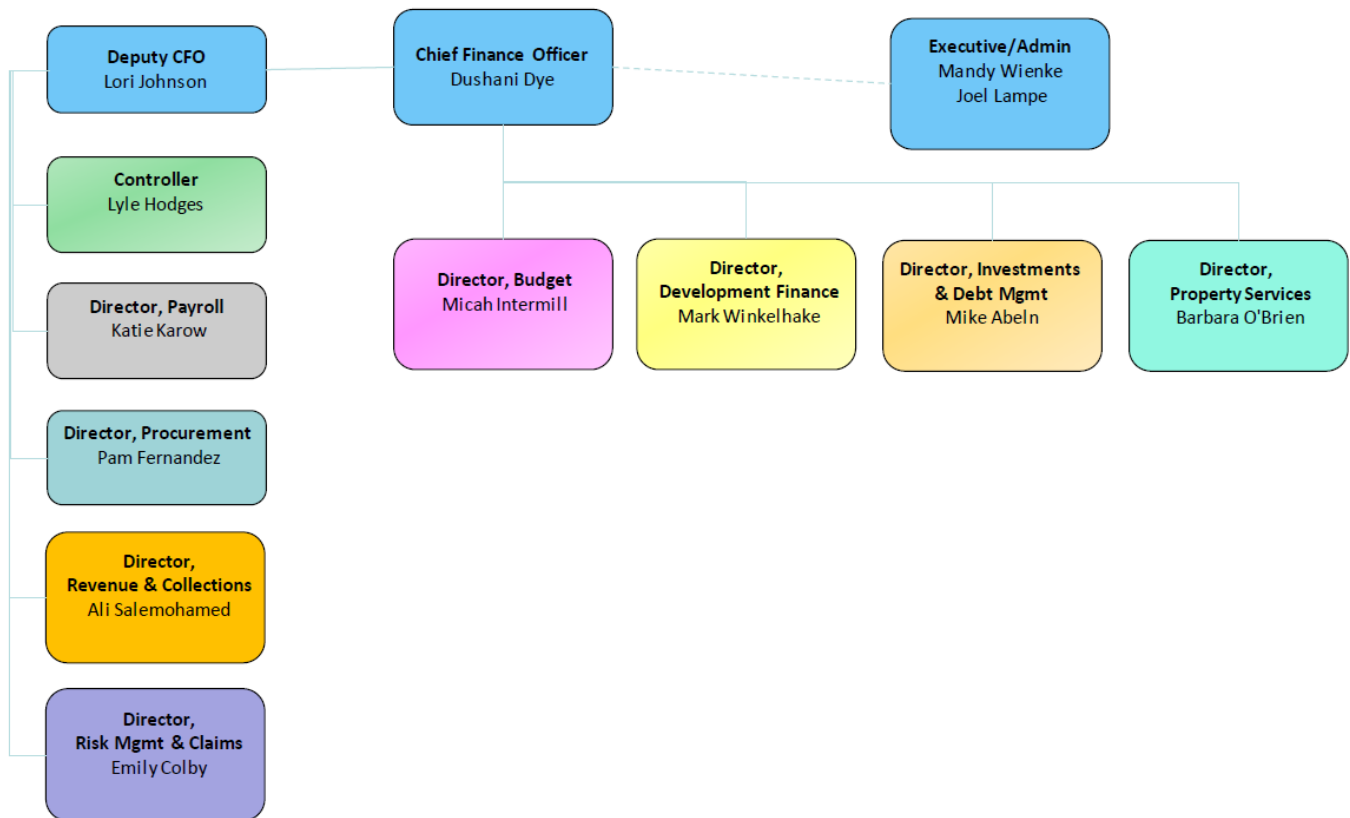 Deputy CFO
Lori Johnson
Chief Finance Officer
Dushani Dye
Executive/Admin
Mandy Wienke
Joel Lampe
Controller
Lyle Hodges
Director, Budget
Micah Intermill
Director,
Development Finance
Mark Winkelhake
Director, Investments
& Debt Mgmt
Mike Abeln
Director,
Property Services
Barbara O'Brien
Director, Payroll
Katie Karow
Director, Procurement
Pam Fernandez
Director,
Revenue & Collections
Ali Salemohamed
Director,
Risk Mgmt & Claims
Emily Colby